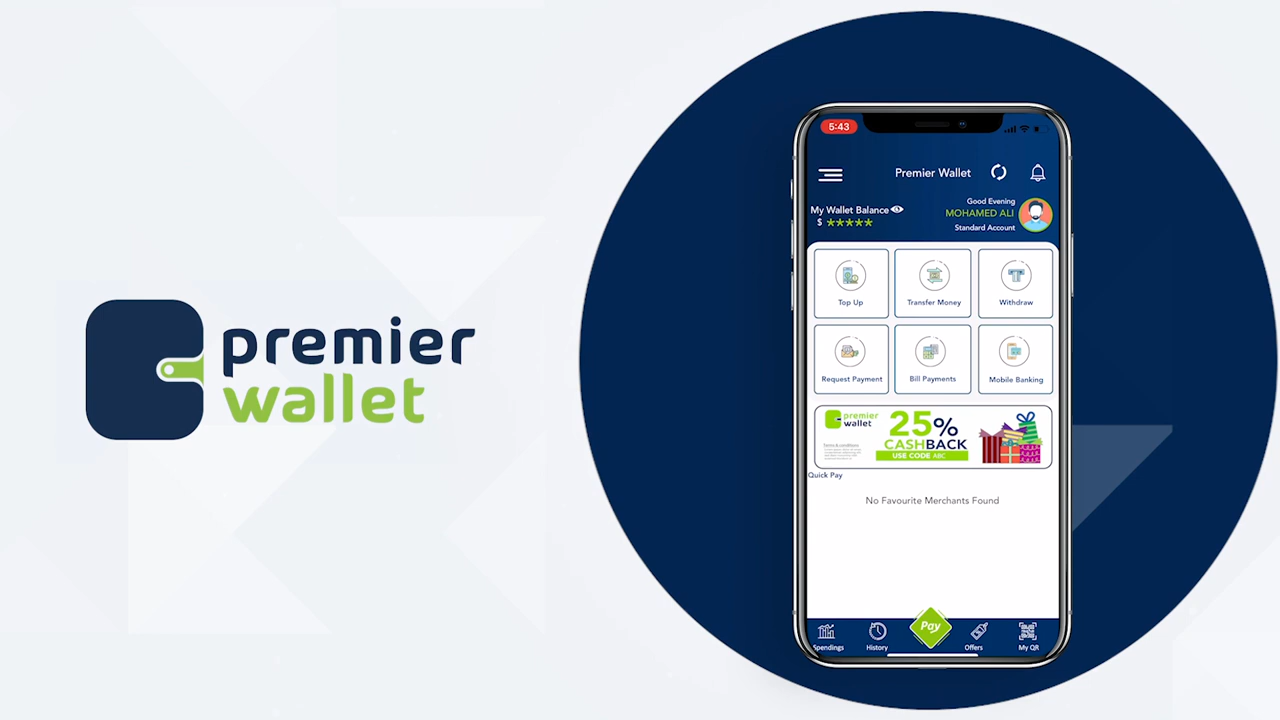 premier
wallet
5:43
Premier Wallet
My Wallet Balance
$ *****
Good Evening
MOHAMED ALI
Standard Account
Top Up
Transfer Money
Withdraw
Request Payment
Bill Payments
Mobile Banking
premier
wallet
Terms & conditions
25%
CASHBACK
USE CODE ABC
Quick Pay
No Favourite Merchants Found
Spendings
History
Pay
Offers
My QR